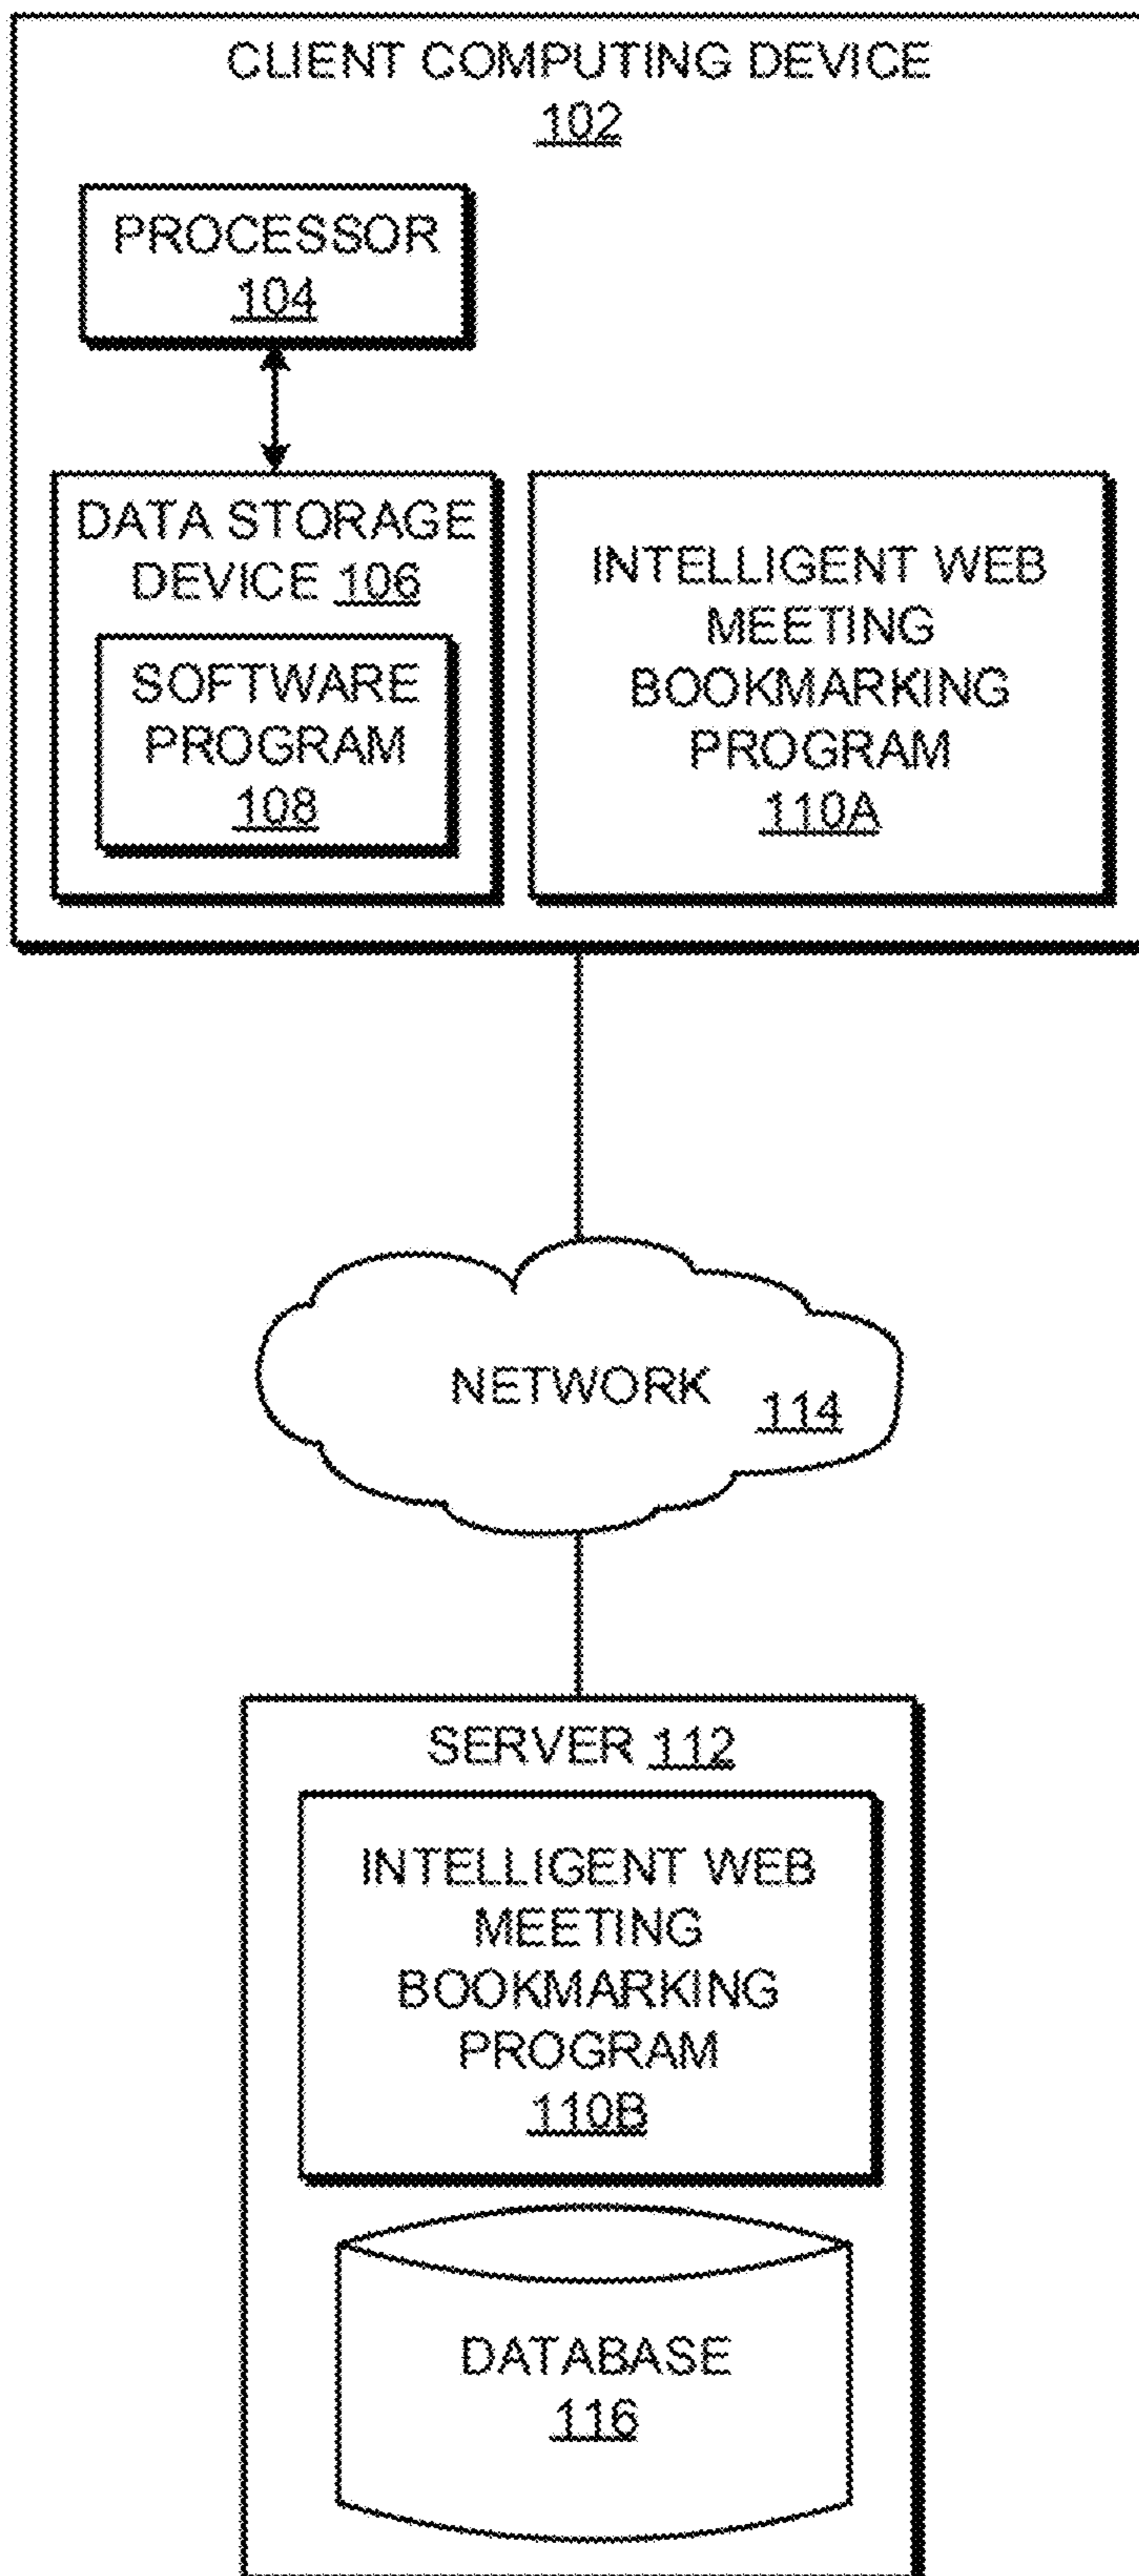 CLIENT COMPUTING DEVICE
102
PROCESSOR
104
DATA STORAGE
DEVICE 106
SOFTWARE
PROGRAM
108
INTELLIGENT WEB
MEETING
BOOKMARKING
PROGRAM
110A
NETWORK 114
SERVER 112
INTELLIGENT WEB
MEETING
BOOKMARKING
PROGRAM
110B
DATABASE
116